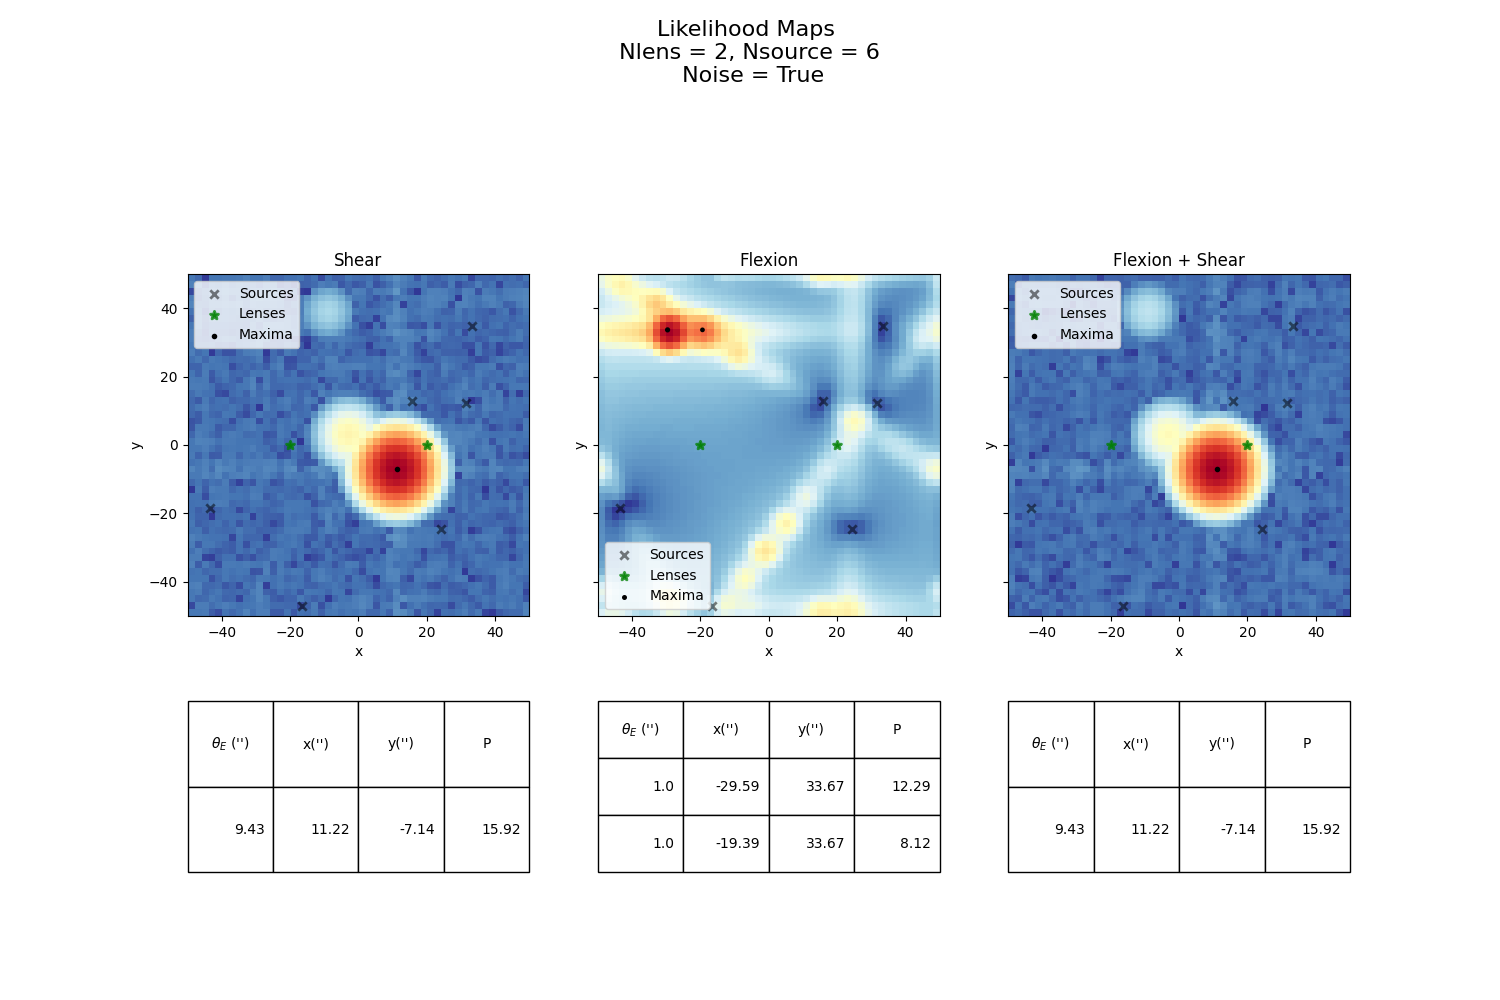 Likelihood Maps
Nlens = 2, Nsource = 6
Noise = True
Shear
Sources
Lenses
Maxima
40
20
0
−20
−40
y
−40 −20 0 20 40
x
Flexion
Sources
Lenses
Maxima
y
−40 −20 0 20 40
x
Flexion + Shear
Sources
Lenses
Maxima
y
−40 −20 0 20 40
x
θE ('') x('') y('') P
9.43 11.22 -7.14 15.92
θE ('') x('') y('') P
1.0 -29.59 33.67 12.29
1.0 -19.39 33.67 8.12
θE ('') x('') y('') P
9.43 11.22 -7.14 15.92